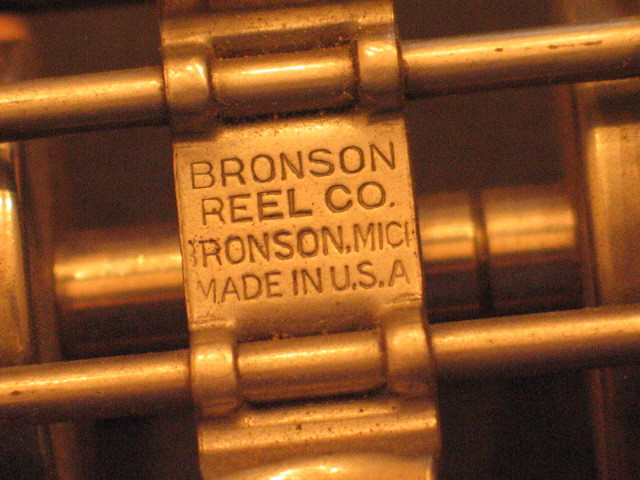 BRONSON
REEL CO.
BRONSON, MICH
MADE IN U.S.A